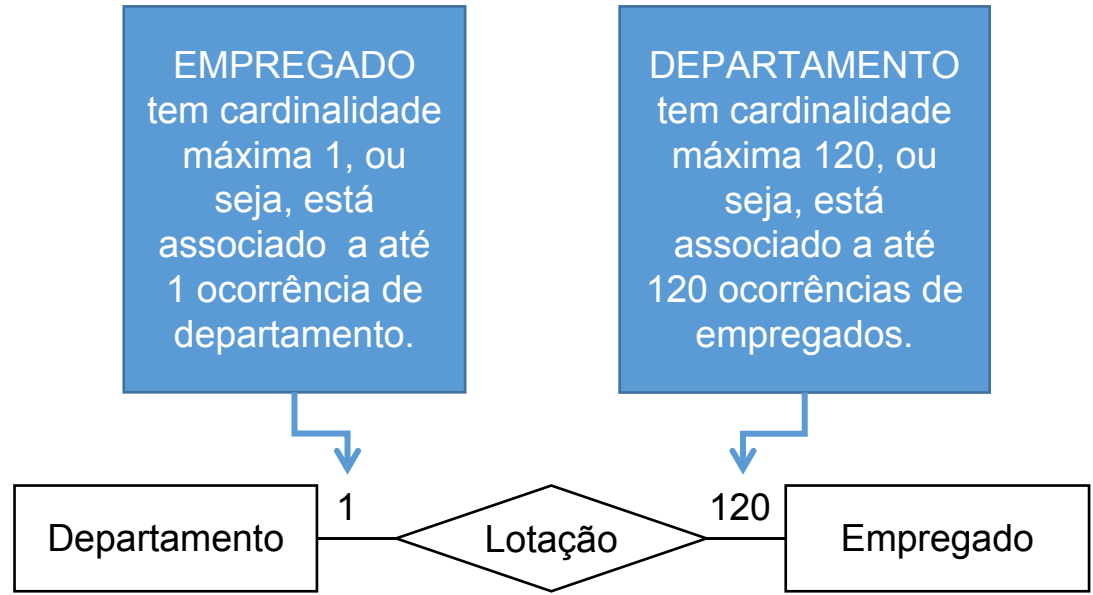 EMPREGADO
tem cardinalidade
máxima 1, ou
seja, está
associado  a até
1 ocorrência de
departamento.
DEPARTAMENTO
tem cardinalidade
máxima 120, ou
seja, está
associado a até
120 ocorrências de
empregados.
Departamento
1
Lotação
120
Empregado